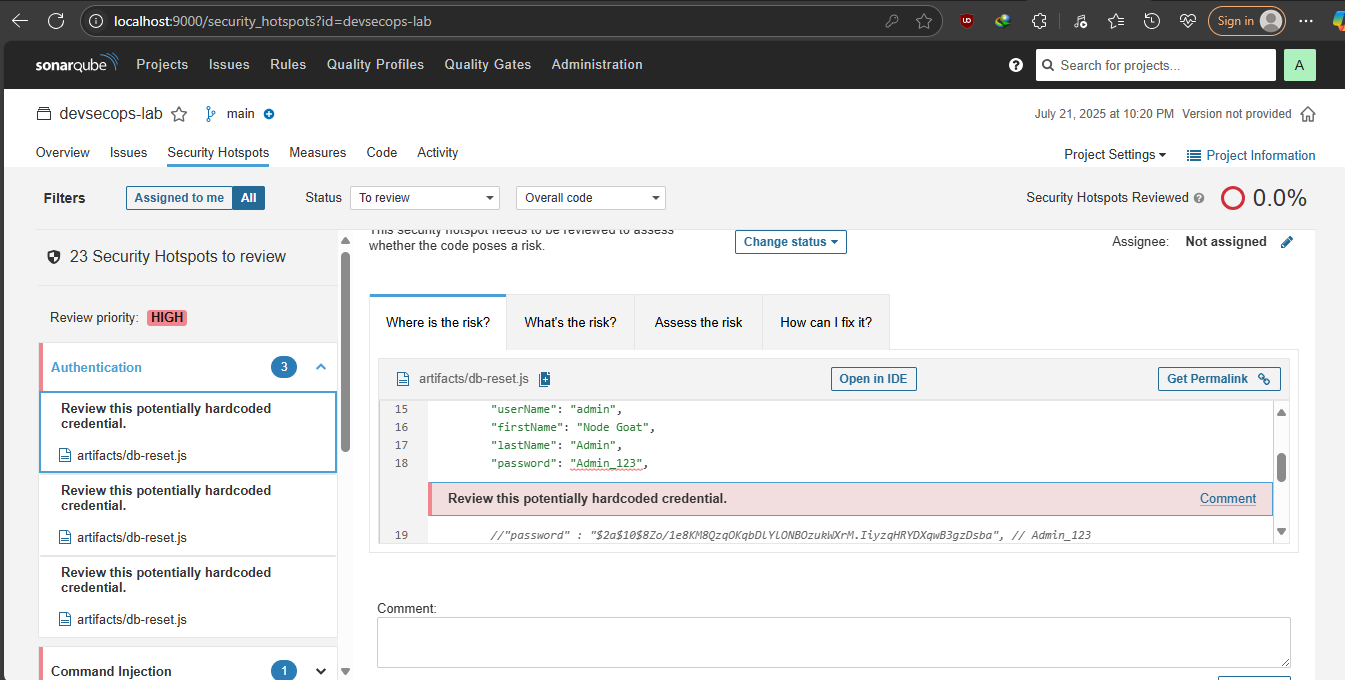 localhost:9000/security_hotspots?id=devsecops-lab
Sign in
sonarqube Projects Issues Rules Quality Profiles Quality Gates Administration ? Search for projects... A
devsecops-lab main July 21, 2025 at 10:20 PM Version not provided
Overview Issues Security Hotspots Measures Code Activity Project Settings Project Information
Filters Assigned to me All Status To review Overall code Security Hotspots Reviewed ? 0.0%
23 Security Hotspots to review
Review priority: HIGH
Authentication 3
Review this potentially hardcoded
credential.
artifacts/db-reset.js
Review this potentially hardcoded
credential.
artifacts/db-reset.js
Review this potentially hardcoded
credential.
artifacts/db-reset.js
Command Injection 1
This security hotspot needs to be reviewed to assess
whether the code poses a risk.
Change status
Assignee: Not assigned
Where is the risk? What's the risk? Assess the risk How can I fix it?
artifacts/db-reset.js Open in IDE Get Permalink
15 "userName": "admin",
16 "firstName": "Node Goat",
17 "lastName": "Admin",
18 "password": "Admin_123",
Review this potentially hardcoded credential. Comment
19 //"password" : "$2a$10$8Zo/1e8KM8QzqOKqbDlYlONBOzukWXrM.IiyzqHRYDXqwB3gzDsba", // Admin_123
Comment: